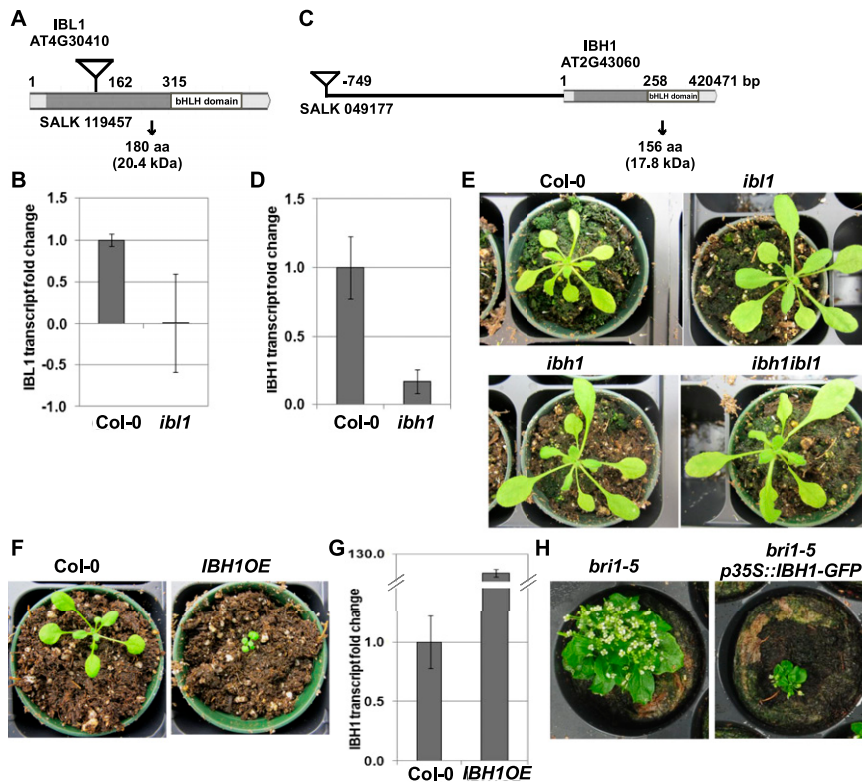 A
IBL1
AT4G30410
1
162
315
bHLH domain
SALK 119457
180 aa
(20.4 kDa)
C
IBH1
AT2G43060
-749
1
258
420471 bp
bHLH domain
SALK 049177
156 aa
(17.8 kDa)
B
IBL1 transcript fold change
1.5
1.0
0.5
0.0
-0.5
-1.0
Col-0
ibl1
D
IBH1 transcript fold change
1.5
1.0
0.5
0.0
Col-0
ibh1
E
Col-0
ibl1
ibh1
ibh1ibl1
F
Col-0
IBH1OE
G
IBH1 transcript fold change
130.0
1.0
0.5
0.0
Col-0
IBH1OE
H
bri1-5
bri1-5
p35S::IBH1-GFP